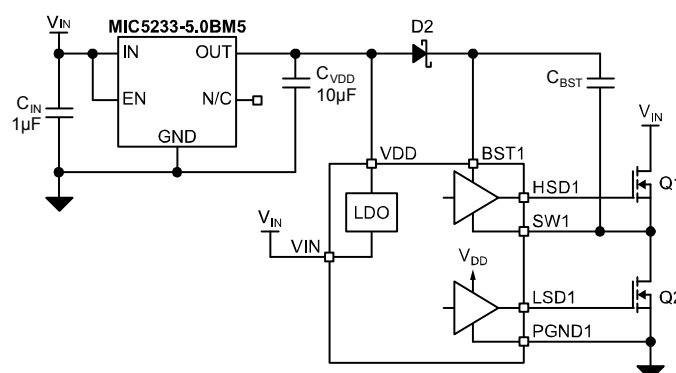 VIN
MIC5233-5.0BM5
D2
IN
OUT
EN
N/C
GND
CIN
1µF
CVDD
10µF
CBST
VIN
VDD
BST1
HSD1
Q1
LDO
SW1
VIN
VIN
VDD
LSD1
Q2
PGND1